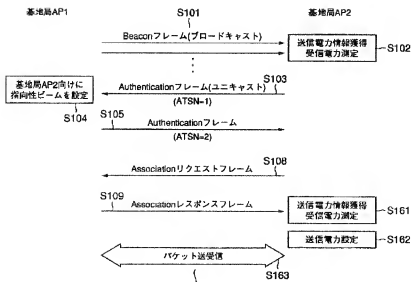 基地局AP1
S101
基地局AP2
Beaconフレーム(ブロードキャスト)
送信電力情報獲得
受信電力測定
S102
S103
Authenticationフレーム(ユニキャスト)
(ATSN=1)
基地局AP2向けに
指向性ビームを設定
S104
S105
Authenticationフレーム
(ATSN=2)
S108
Associationリクエストフレーム
S109
Associationレスポンスフレーム
送信電力情報獲得
受信電力測定
S161
送信電力設定
S162
パケット送受信
S163